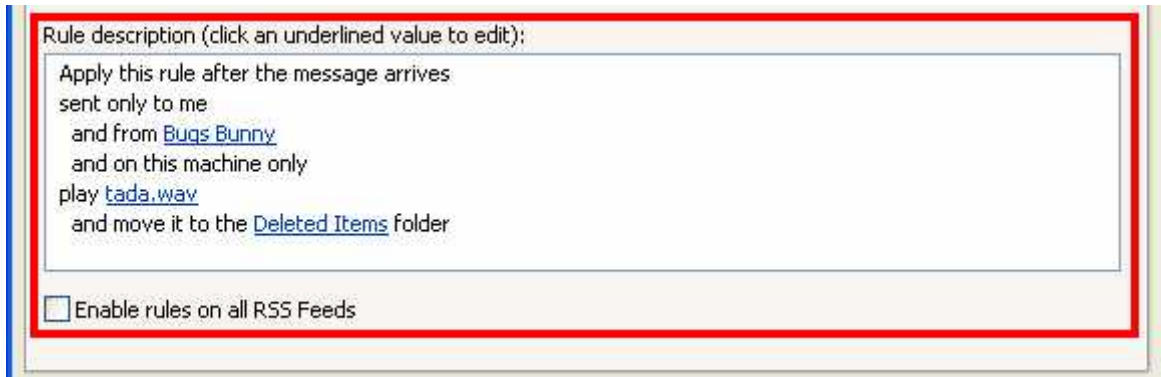 Rule description (click an underlined value to edit):
Apply this rule after the message arrives
sent only to me
and from Bugs Bunny
and on this machine only
play tada.wav
and move it to the Deleted Items folder
Enable rules on all RSS Feeds